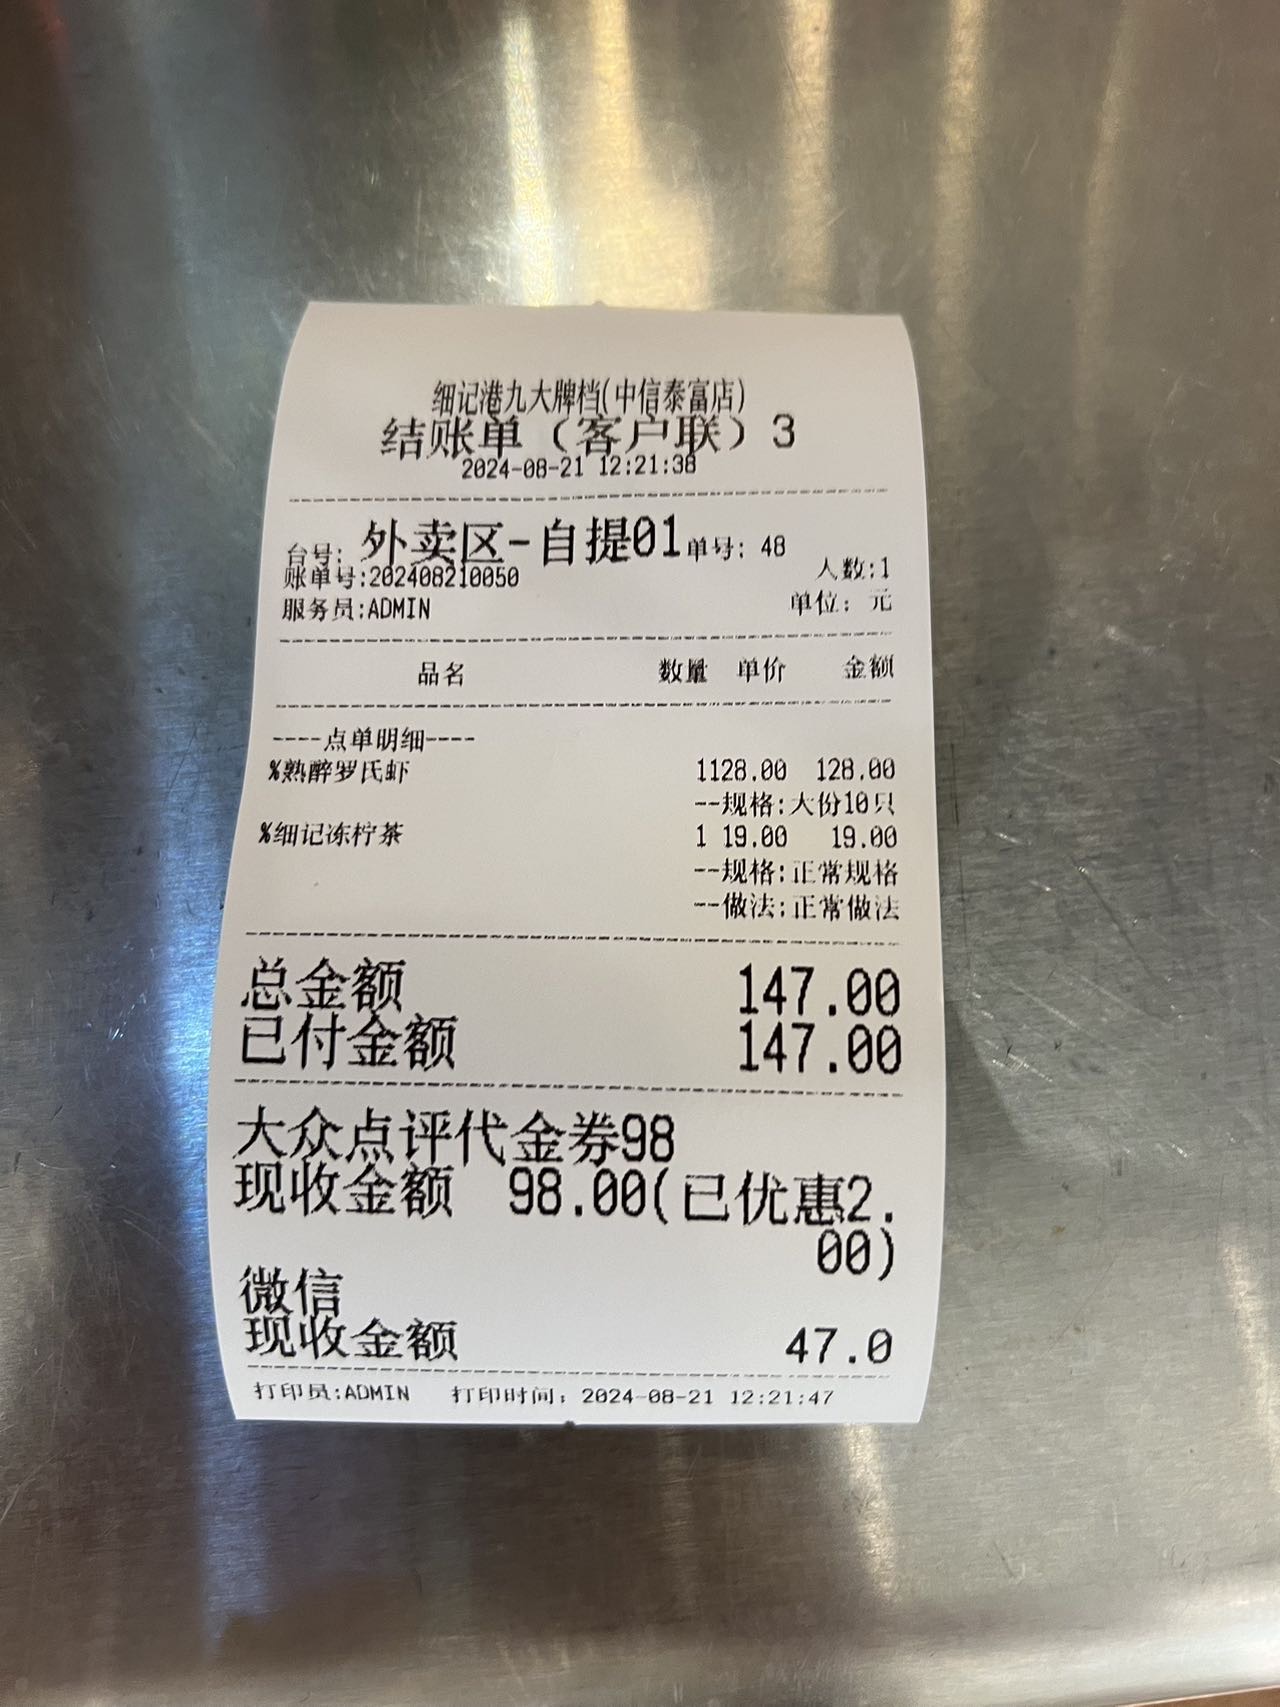 细记港九大牌档(中信泰富店)
结账单（客户联）3
2024-08-21 12:21:38
台号: 外卖区-自提01 单号: 48
账单号:202408210050 人数:1
服务员:ADMIN 单位: 元
品名 数量 单价 金额
----点单明细----
%熟醉罗氏虾 1128.00 128.00
--规格:大份10只
%细记冻柠茶 1 19.00 19.00
--规格:正常规格
--做法:正常做法
总金额 147.00
已付金额 147.00
大众点评代金券98
现收金额 98.00(已优惠2.
00)
微信
现收金额 47.0
打印员:ADMIN 打印时间: 2024-08-21 12:21:47